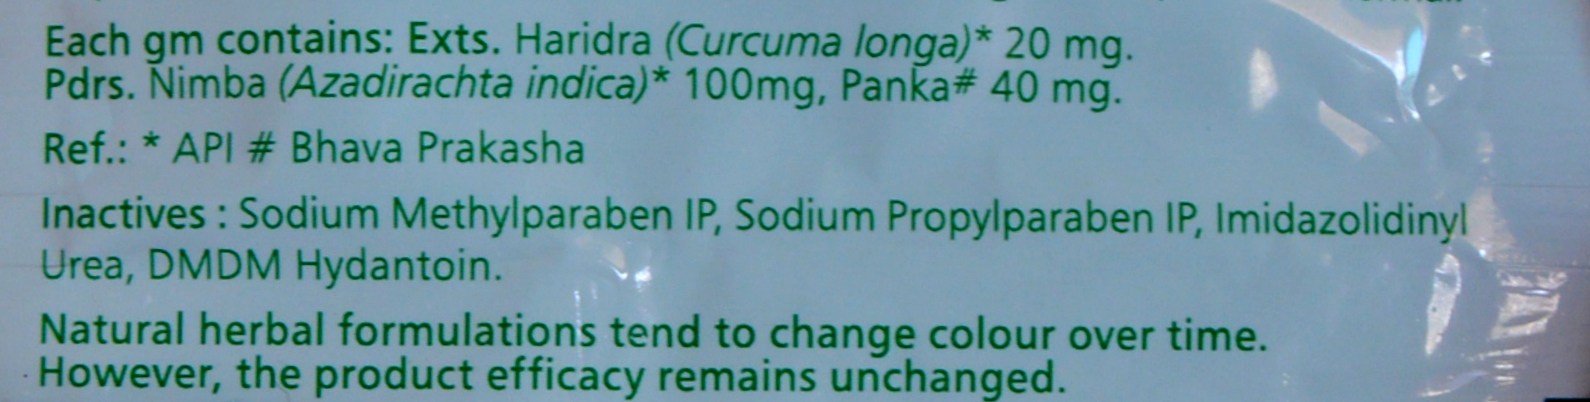 Each gm contains: Exts. Haridra (Curcuma longa)* 20 mg.
Pdrs. Nimba (Azadirachta indica)* 100mg, Panka# 40 mg.
Ref.: * API # Bhava Prakasha
Inactives : Sodium Methylparaben IP, Sodium Propylparaben IP, Imidazolidinyl
Urea, DMDM Hydantoin.
Natural herbal formulations tend to change colour over time.
However, the product efficacy remains unchanged.